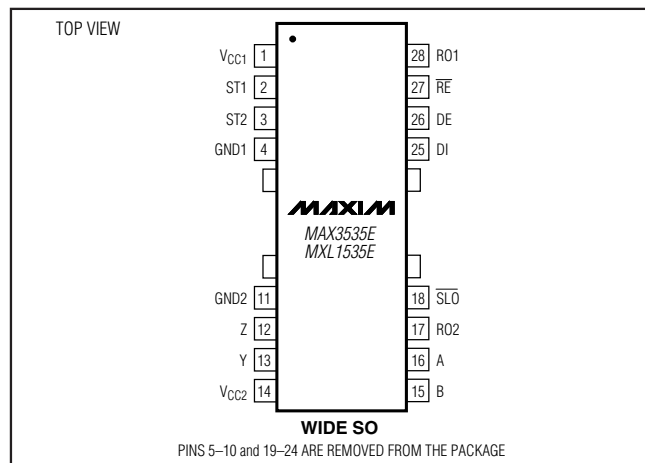 TOP VIEW
VCC1 1 28 RO1
ST1 2 27 RE
ST2 3 26 DE
GND1 4 25 DI
MAXIM
MAX3535E
MXL1535E
GND2 11 18 SLO
Z 12 17 RO2
Y 13 16 A
VCC2 14 15 B
WIDE SO
PINS 5–10 and 19–24 ARE REMOVED FROM THE PACKAGE